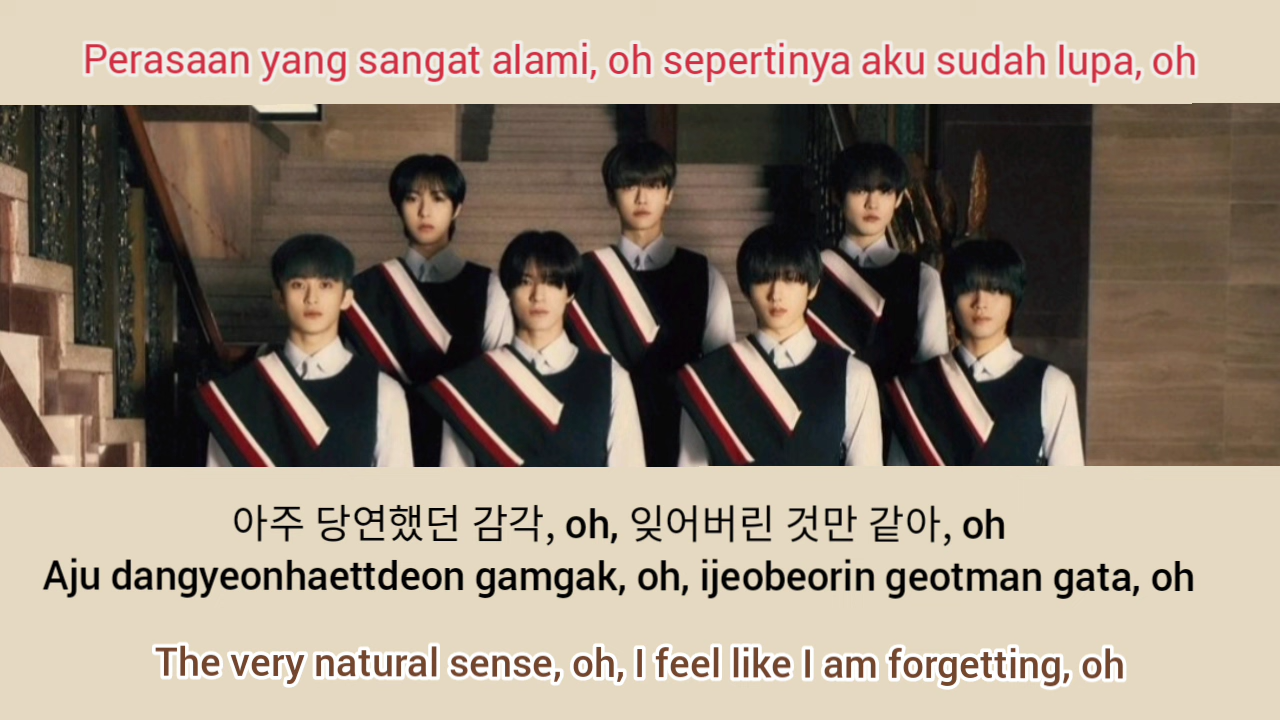 Perasaan yang sangat alami, oh sepertinya aku sudah lupa, oh
아주 당연했던 감각, oh, 잊어버린 것만 같아, oh
Aju dangyeonhaettdeon gamgak, oh, ijeobeorin geotman gata, oh
The very natural sense, oh, I feel like I am forgetting, oh